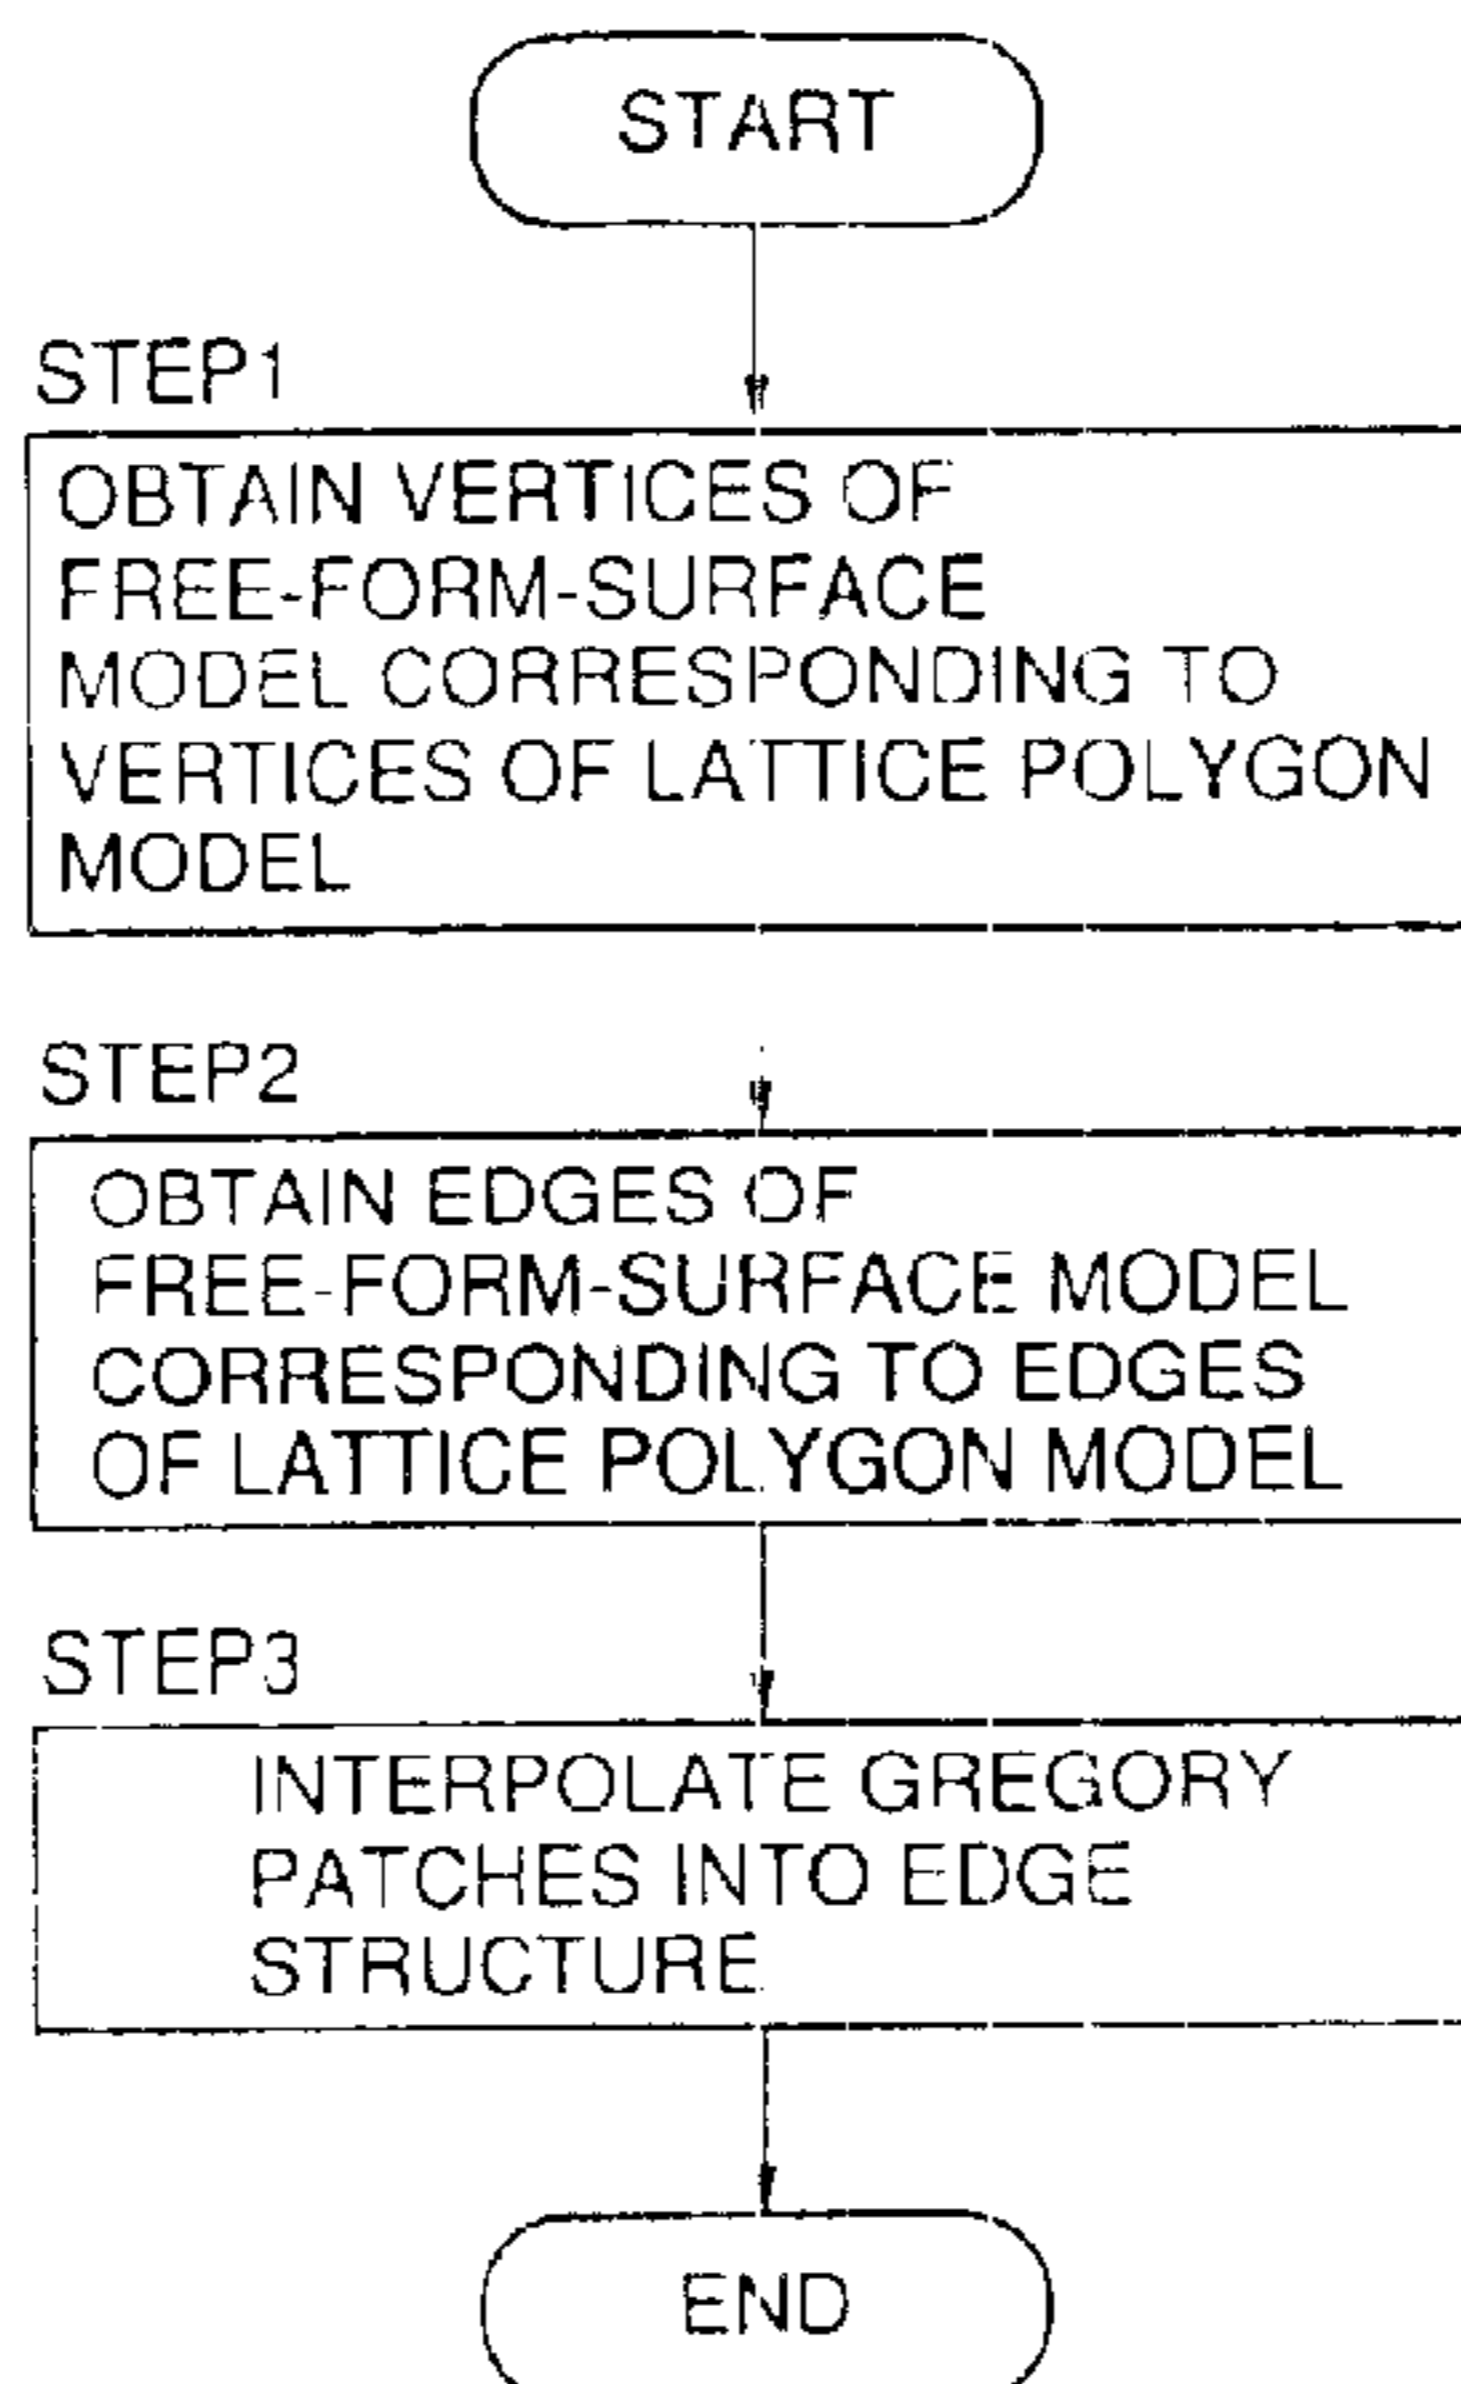 START
STEP1
OBTAIN VERTICES OF
FREE-FORM-SURFACE
MODEL CORRESPONDING TO
VERTICES OF LATTICE POLYGON
MODEL
STEP2
OBTAIN EDGES OF
FREE-FORM-SURFACE MODEL
CORRESPONDING TO EDGES
OF LATTICE POLYGON MODEL
STEP3
INTERPOLATE GREGORY
PATCHES INTO EDGE
STRUCTURE
END